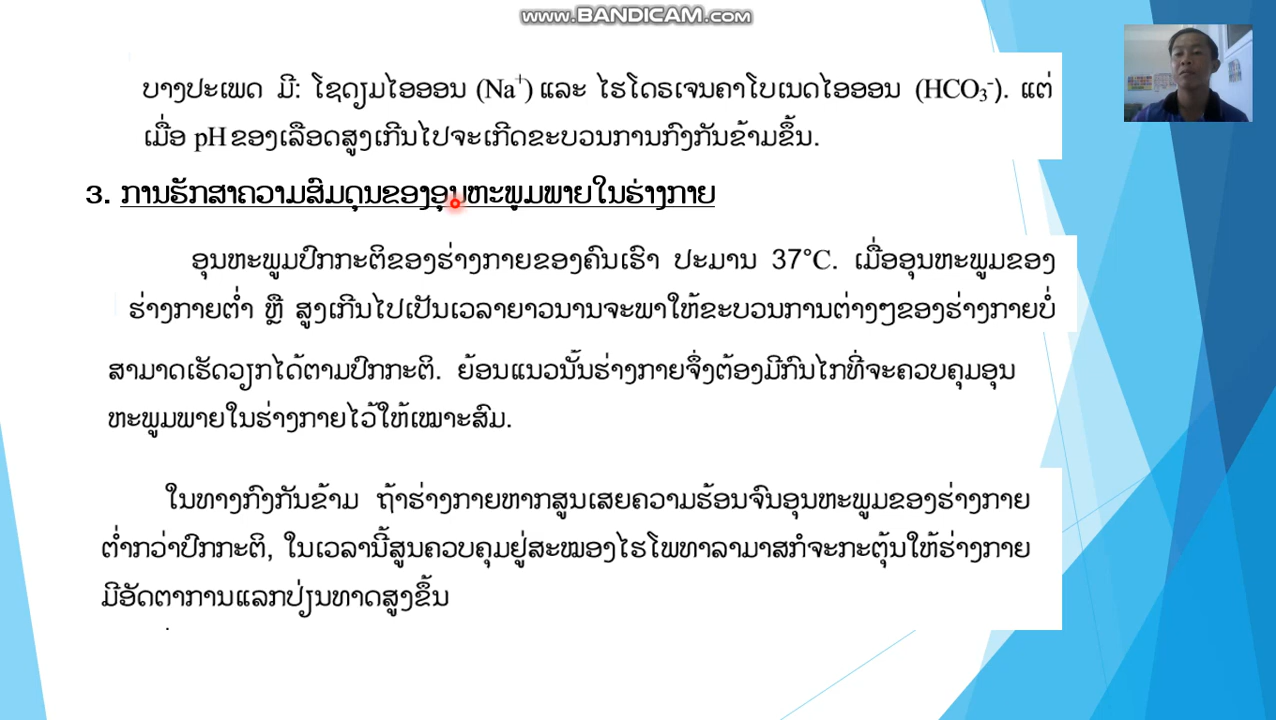 www.BANDICAM.com
ບາງປະເພດ ມີ: ໂຊດຽມໄອອອນ (Na⁺) ແລະ ໄຮໂດຣເຈນຄາໂບເນດໄອອອນ (HCO₃⁻). ແຕ່
ເມື່ອ pH ຂອງເລືອດສູງເກີນໄປຈະເກີດຂະບວນການກົງກັນຂ້າມຂຶ້ນ.
3. ການຮັກສາຄວາມສົມດຸນຂອງອຸນຫະພູມພາຍໃນຮ່າງກາຍ
ອຸນຫະພູມປົກກະຕິຂອງຮ່າງກາຍຂອງຄົນເຮົາ ປະມານ 37°C. ເມື່ອອຸນຫະພູມຂອງ
ຮ່າງກາຍຕ່ຳ ຫຼື ສູງເກີນໄປເປັນເວລາຍາວນານຈະພາໃຫ້ຂະບວນການຕ່າງໆຂອງຮ່າງກາຍບໍ່
ສາມາດເຮັດວຽກໄດ້ຕາມປົກກະຕິ. ຍ້ອນແນວນັ້ນຮ່າງກາຍຈຶ່ງຕ້ອງມີກົນໄກທີ່ຈະຄວບຄຸມອຸນ
ຫະພູມພາຍໃນຮ່າງກາຍໄວ້ໃຫ້ເໝາະສົມ.
ໃນທາງກົງກັນຂ້າມ ຖ້າຮ່າງກາຍຫາກສູນເສຍຄວາມຮ້ອນຈົນອຸນຫະພູມຂອງຮ່າງກາຍ
ຕ່ຳກວ່າປົກກະຕິ, ໃນເວລານີ້ສູນຄວບຄຸມຢູ່ສະໝອງໄຮໂພທາລາມາສກໍຈະກະຕຸ້ນໃຫ້ຮ່າງກາຍ
ມີອັດຕາການແລກປ່ຽນທາດສູງຂຶ້ນ